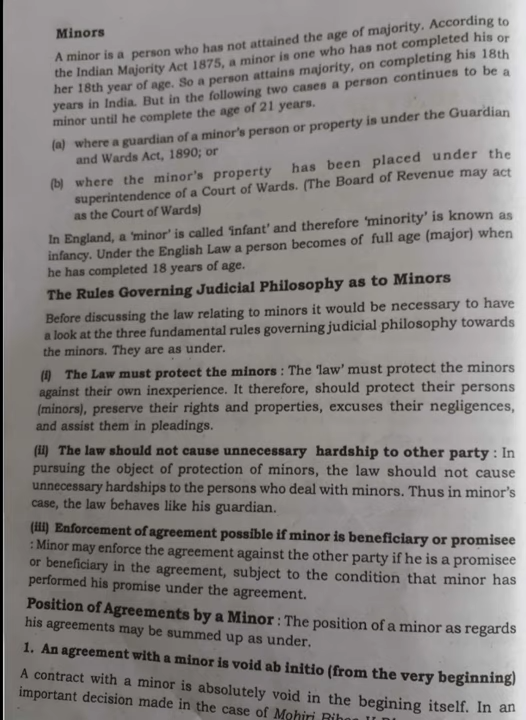 Minors
A minor is a person who has not attained the age of majority. According to
the Indian Majority Act 1875, a minor is one who has not completed his or
her 18th year of age. So a person attains majority, on completing his 18th
years in India. But in the following two cases a person continues to be a
minor until he complete the age of 21 years.
(a) where a guardian of a minor's person or property is under the Guardian
and Wards Act, 1890; or
(b) where the minor's property has been placed under the
superintendence of a Court of Wards. (The Board of Revenue may act
as the Court of Wards)
In England, a 'minor' is called 'infant' and therefore 'minority' is known as
infancy. Under the English Law a person becomes of full age (major) when
he has completed 18 years of age.
The Rules Governing Judicial Philosophy as to Minors
Before discussing the law relating to minors it would be necessary to have
a look at the three fundamental rules governing judicial philosophy towards
the minors. They are as under.
(i) The Law must protect the minors : The 'law' must protect the minors
against their own inexperience. It therefore, should protect their persons
(minors), preserve their rights and properties, excuses their negligences,
and assist them in pleadings.
(ii) The law should not cause unnecessary hardship to other party : In
pursuing the object of protection of minors, the law should not cause
unnecessary hardships to the persons who deal with minors. Thus in minor's
case, the law behaves like his guardian.
(iii) Enforcement of agreement possible if minor is beneficiary or promisee
: Minor may enforce the agreement against the other party if he is a promisee
or beneficiary in the agreement, subject to the condition that minor has
performed his promise under the agreement.
Position of Agreements by a Minor : The position of a minor as regards
his agreements may be summed up as under.
1. An agreement with a minor is void ab initio (from the very beginning)
A contract with a minor is absolutely void in the begining itself. In an
important decision made in the case of Mohiri